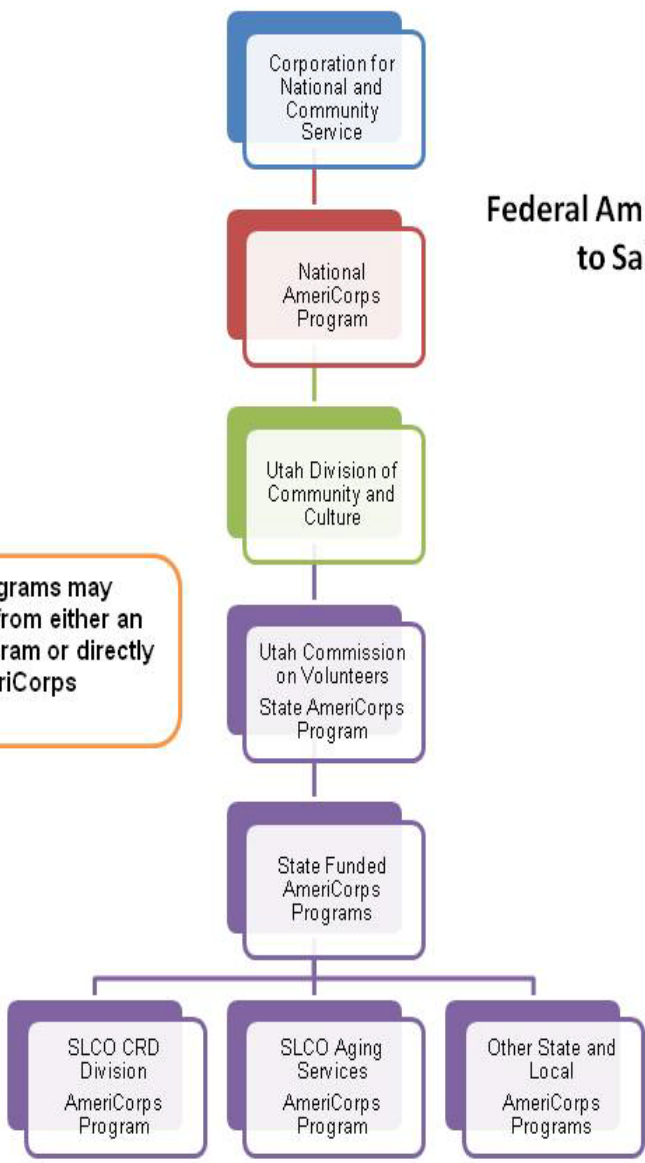 Corporation for
National and
Community
Service
Federal Am
to Sa
National
AmeriCorps
Program
Utah Division of
Community and
Culture
grams may
from either an
ram or directly
riCorps
Utah Commission
on Volunteers
State AmeriCorps
Program
State Funded
AmeriCorps
Programs
SLCO CRD
Division
AmeriCorps
Program
SLCO Aging
Services
AmeriCorps
Program
Other State and
Local
AmeriCorps
Programs